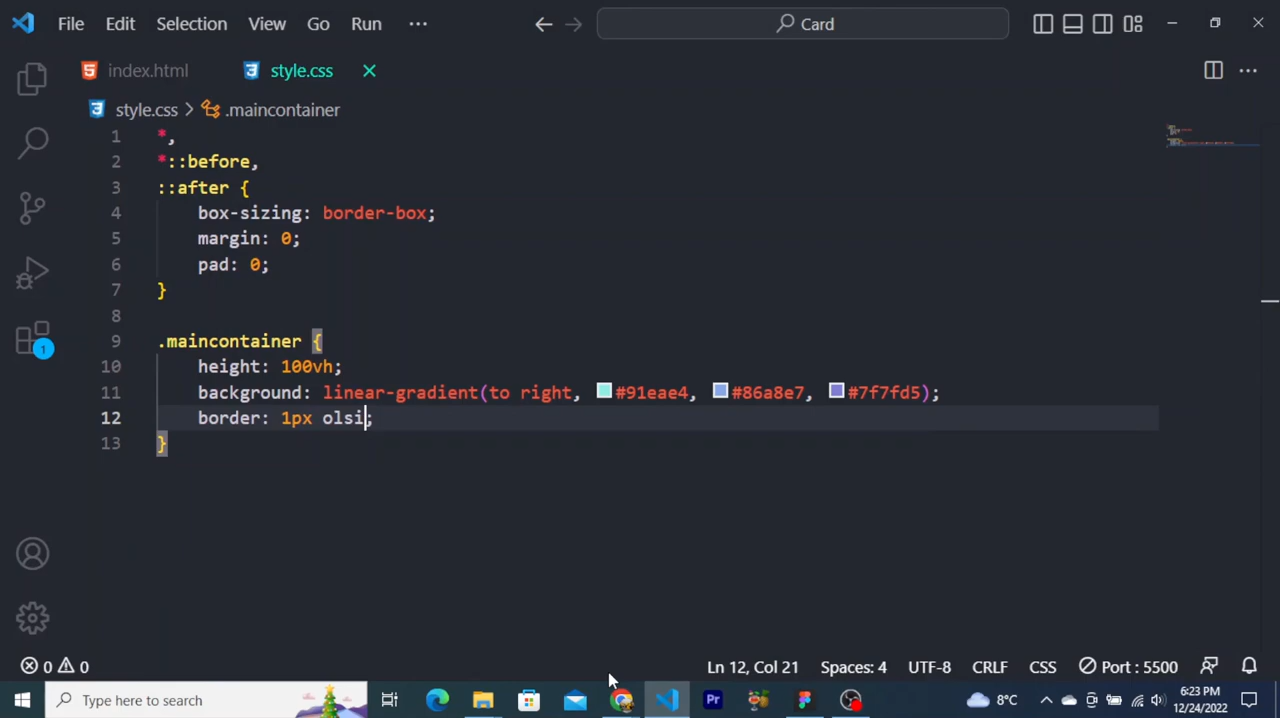 File Edit Selection View Go Run ··· Card
index.html style.css
style.css > .maincontainer
1 *,
2 *::before,
3 ::after {
4 box-sizing: border-box;
5 margin: 0;
6 pad: 0;
7 }
8
9 .maincontainer {
10 height: 100vh;
11 background: linear-gradient(to right, #91eae4, #86a8e7, #7f7fd5);
12 border: 1px olsi;
13 }
1
0 0 Ln 12, Col 21 Spaces: 4 UTF-8 CRLF CSS Port : 5500
Type here to search Pr 8°C 6:23 PM
12/24/2022